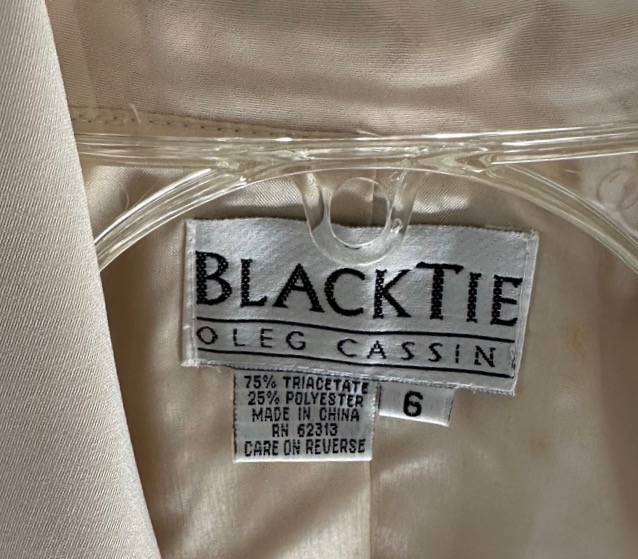 BLACKTIE
OLEG CASSINI
75% TRIACETATE
25% POLYESTER
MADE IN CHINA
RN 62313
CARE ON REVERSE
6